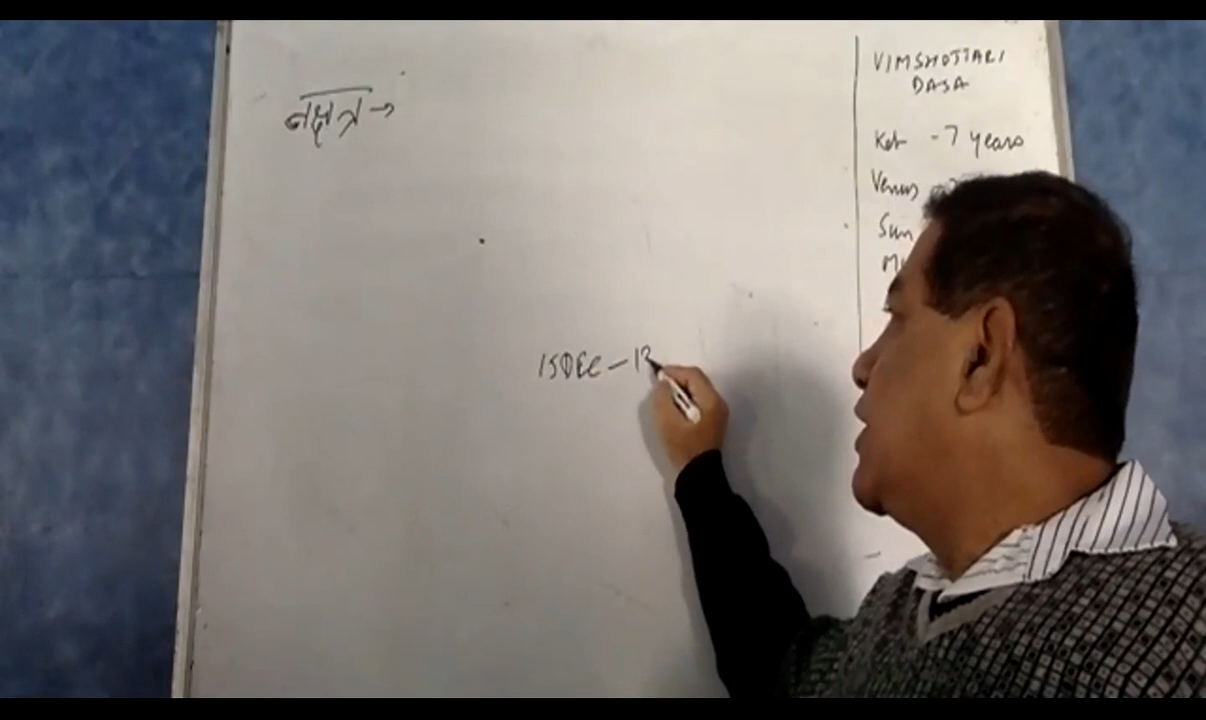 नक्षत्र →
15DEC - 13
VIMSHOTTARI
DASA
Ket - 7 years
Venus
Sun